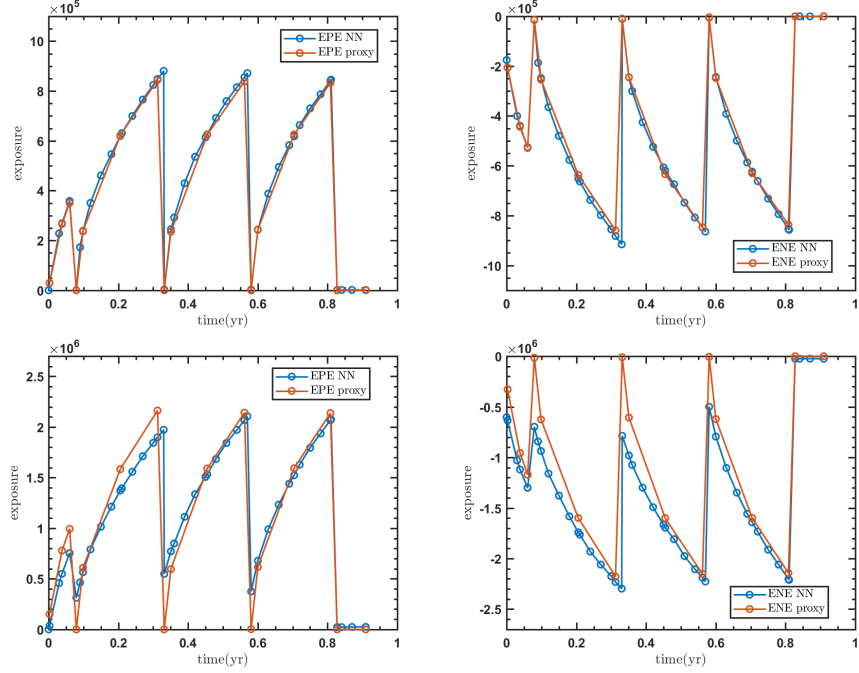 ×10^5
10
8
6
4
2
0
exposure
EPE NN
EPE proxy
0 0.2 0.4 0.6 0.8 1
time(yr)
×10^5
0
-2
-4
-6
-8
-10
exposure
ENE NN
ENE proxy
0 0.2 0.4 0.6 0.8 1
time(yr)
×10^6
2.5
2
1.5
1
0.5
0
exposure
EPE NN
EPE proxy
0 0.2 0.4 0.6 0.8 1
time(yr)
×10^6
0
-0.5
-1
-1.5
-2
-2.5
exposure
ENE NN
ENE proxy
0 0.2 0.4 0.6 0.8 1
time(yr)